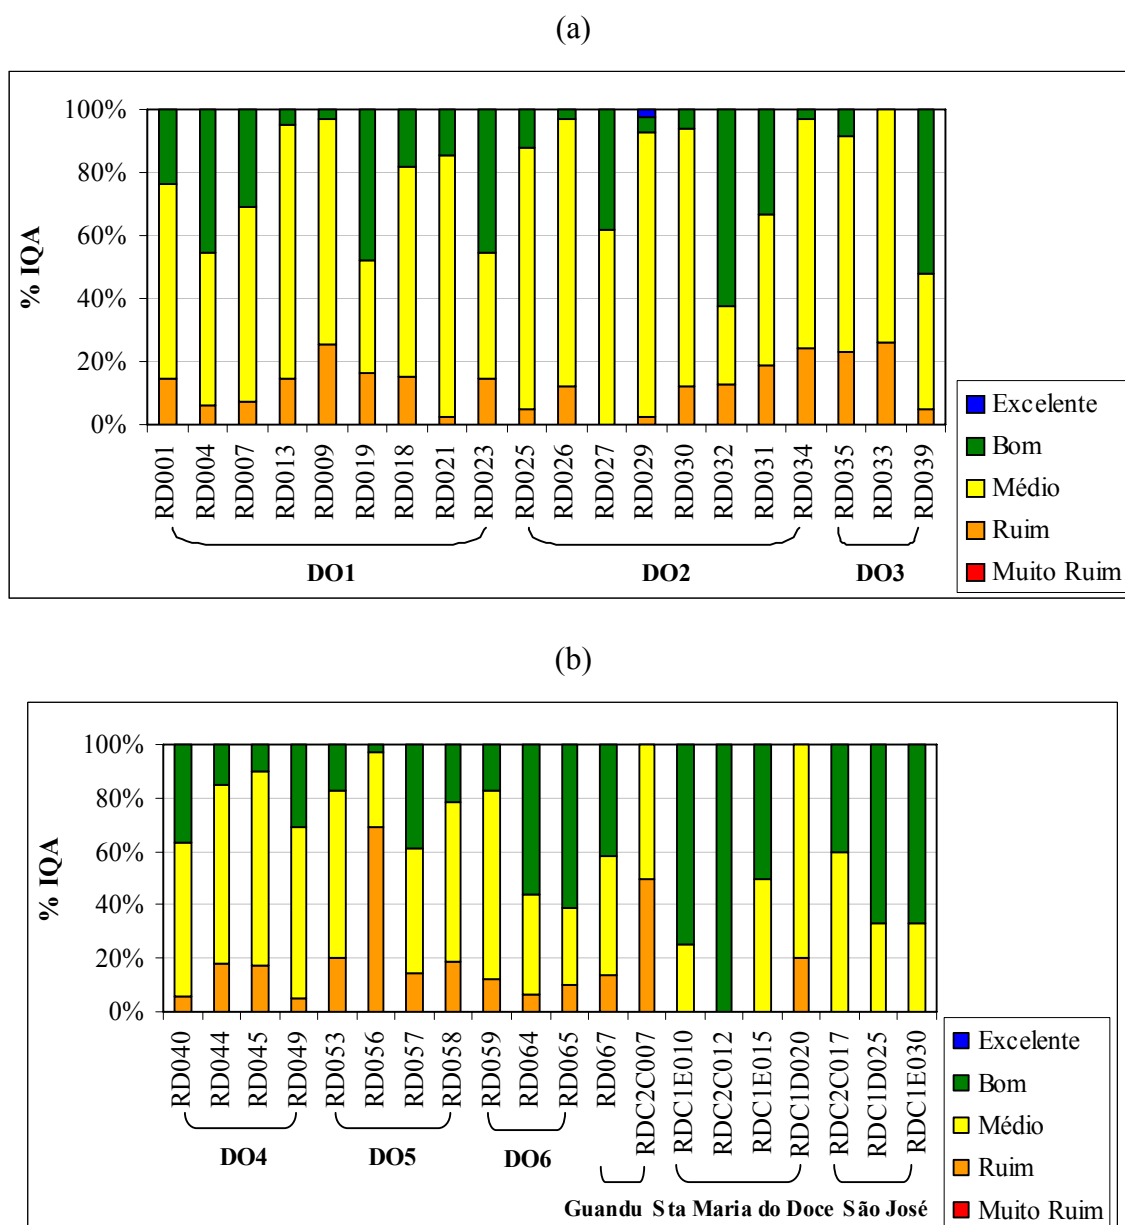 (a)
100%
80%
60%
40%
20%
0%
% IQA
RD001
RD004
RD007
RD013
RD009
RD019
RD018
RD021
RD023
RD025
RD026
RD027
RD029
RD030
RD032
RD031
RD034
RD035
RD033
RD039
DO1
DO2
DO3
Excelente
Bom
Médio
Ruim
Muito Ruim
(b)
100%
80%
60%
40%
20%
0%
% IQA
RD040
RD044
RD045
RD049
RD053
RD056
RD057
RD058
RD059
RD064
RD065
RD067
RDC2C007
RDC1E010
RDC2C012
RDC1E015
RDC1D020
RDC2C017
RDC1D025
RDC1E030
DO4
DO5
DO6
Guandu Sta Maria do Doce São José
Excelente
Bom
Médio
Ruim
Muito Ruim